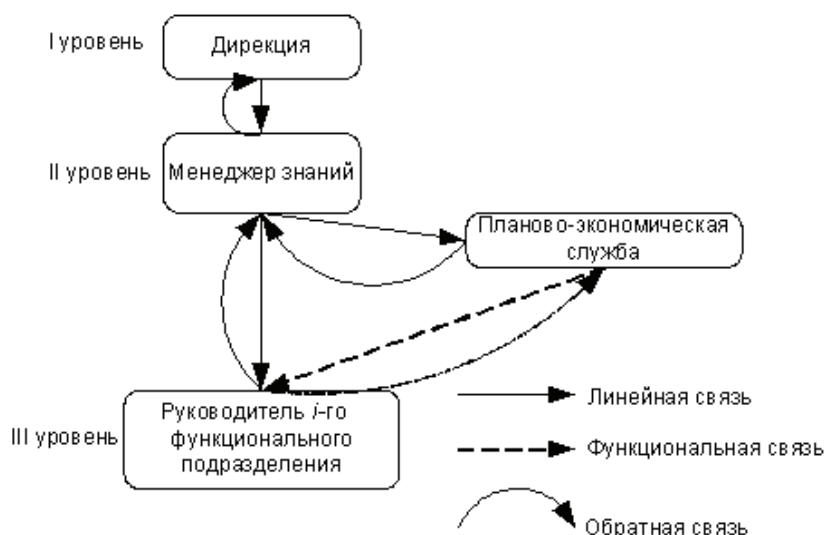 I уровень
Дирекция
II уровень
Менеджер знаний
Планово-экономическая
служба
III уровень
Руководитель i-го
функционального
подразделения
Линейная связь
Функциональная связь
Обратная связь